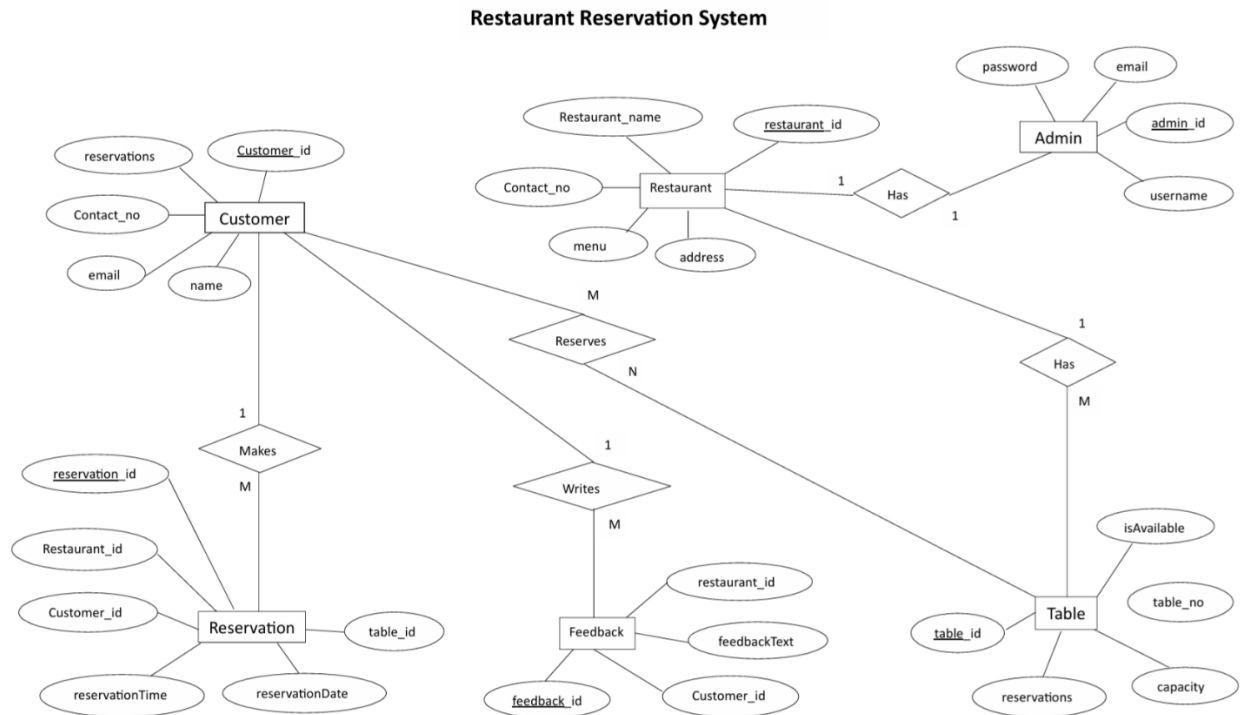 Restaurant Reservation System
password
email
Restaurant_name
restaurant_id
admin_id
Admin
reservations
Customer_id
Contact_no
Restaurant
1
Has
1
username
Contact_no
Customer
menu
address
email
name
M
Reserves
N
1
Has
M
1
Makes
M
1
Writes
M
reservation_id
Restaurant_id
Customer_id
Reservation
table_id
reservationTime
reservationDate
restaurant_id
Feedback
feedbackText
feedback_id
Customer_id
isAvailable
table_no
Table
table_id
reservations
capacity